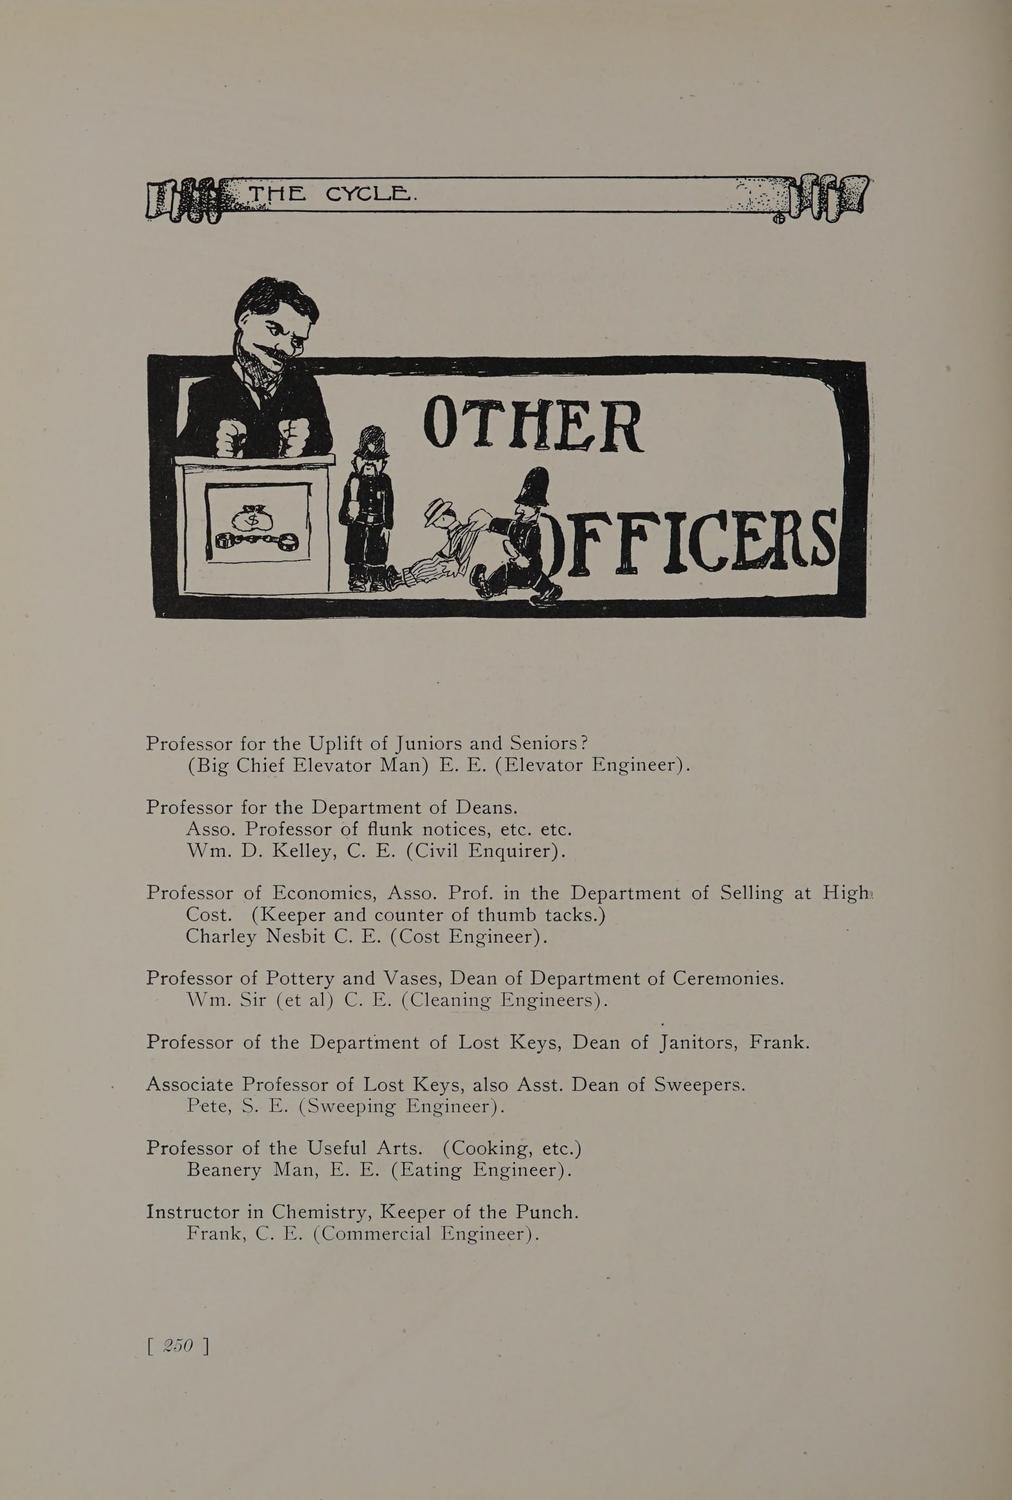 THE CYCLE.
OTHER
OFFICERS
$
Professor for the Uplift of Juniors and Seniors?
(Big Chief Elevator Man) E. E. (Elevator Engineer).
Professor for the Department of Deans.
Asso. Professor of flunk notices, etc. etc.
Wm. D. Kelley, C. E. (Civil Enquirer).
Professor of Economics, Asso. Prof. in the Department of Selling at High
Cost. (Keeper and counter of thumb tacks.)
Charley Nesbit C. E. (Cost Engineer).
Professor of Pottery and Vases, Dean of Department of Ceremonies.
Wm. Sir (et al) C. E. (Cleaning Engineers).
Professor of the Department of Lost Keys, Dean of Janitors, Frank.
Associate Professor of Lost Keys, also Asst. Dean of Sweepers.
Pete, S. E. (Sweeping Engineer).
Professor of the Useful Arts. (Cooking, etc.)
Beanery Man, E. E. (Eating Engineer).
Instructor in Chemistry, Keeper of the Punch.
Frank, C. E. (Commercial Engineer).
[ 250 ]